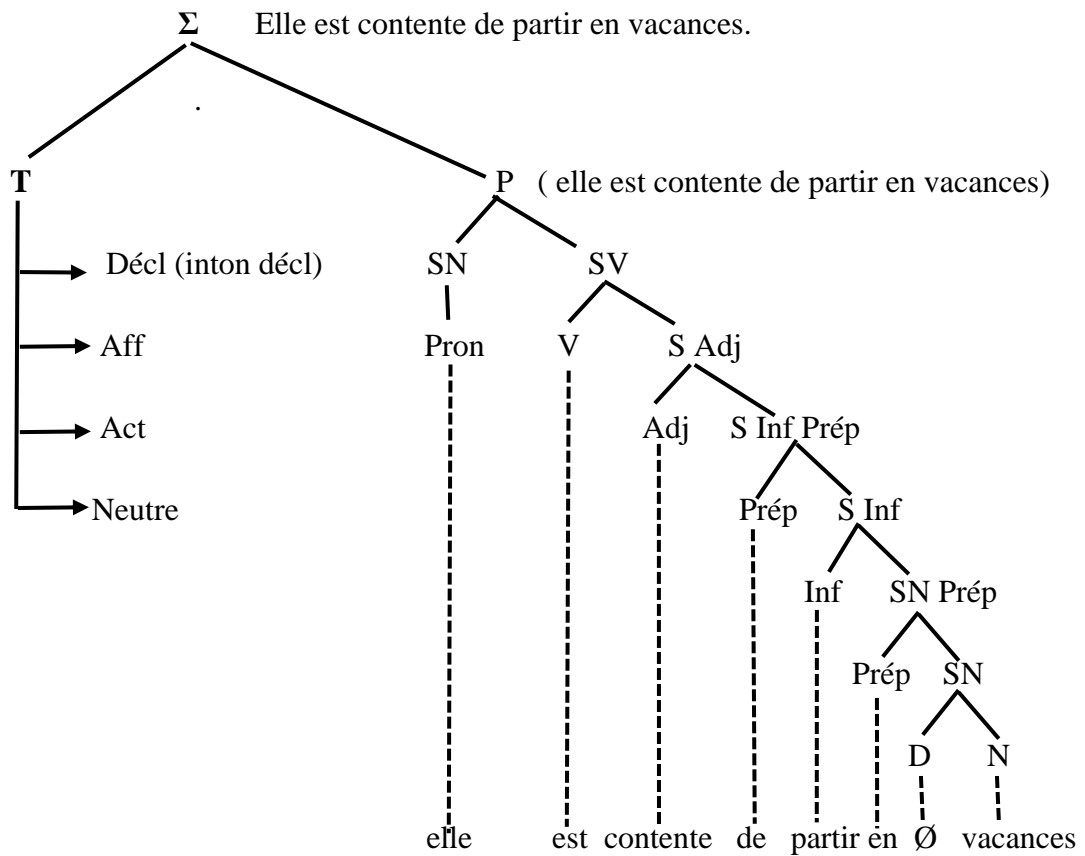 Σ Elle est contente de partir en vacances.
T P ( elle est contente de partir en vacances)
Décl (inton décl) SN SV
Aff Pron V S Adj
Act Adj S Inf Prép
Neutre Prép S Inf
Inf SN Prép
Prép SN
D N
elle est contente de partir en Ø vacances